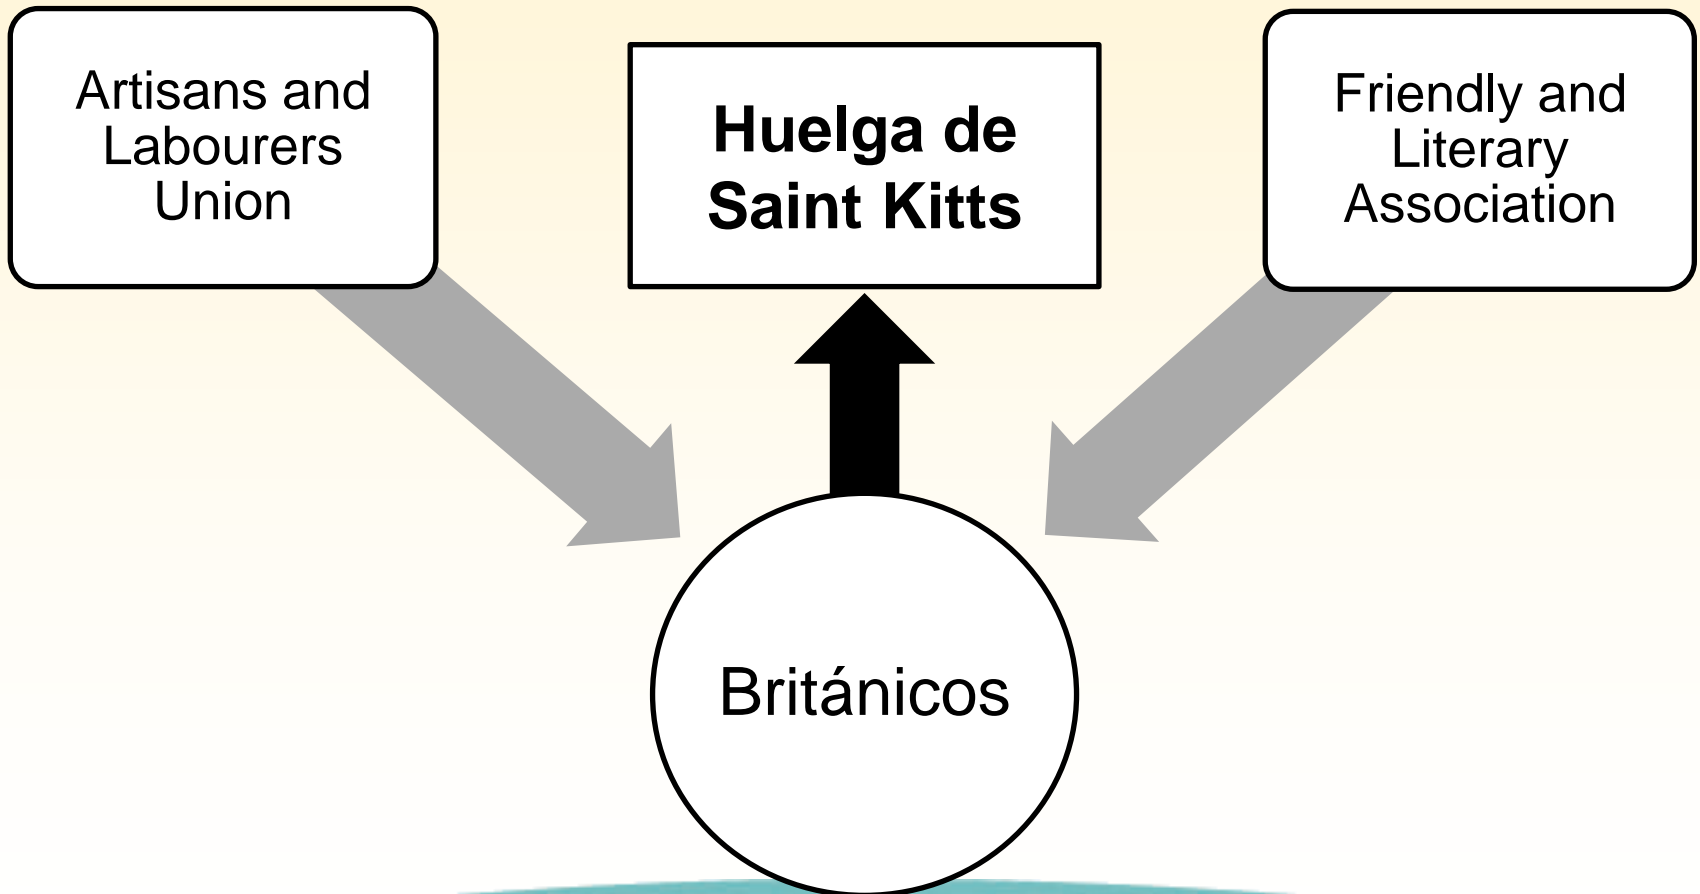 Artisans and
Labourers
Union
Huelga de
Saint Kitts
Friendly and
Literary
Association
Británicos